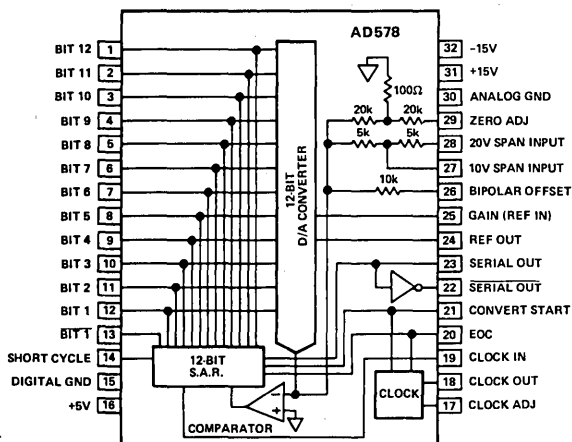 AD578
BIT 12 1
BIT 11 2
BIT 10 3
BIT 9 4
BIT 8 5
BIT 7 6
BIT 6 7
BIT 5 8
BIT 4 9
BIT 3 10
BIT 2 11
BIT 1 12
BIT 1 13
SHORT CYCLE 14
DIGITAL GND 15
+5V 16
12-BIT
D/A CONVERTER
12-BIT
S.A.R.
COMPARATOR
−
+
100Ω
20k 20k
5k 5k
10k
CLOCK
32 −15V
31 +15V
30 ANALOG GND
29 ZERO ADJ
28 20V SPAN INPUT
27 10V SPAN INPUT
26 BIPOLAR OFFSET
25 GAIN (REF IN)
24 REF OUT
23 SERIAL OUT
22 SERIAL OUT
21 CONVERT START
20 EOC
19 CLOCK IN
18 CLOCK OUT
17 CLOCK ADJ